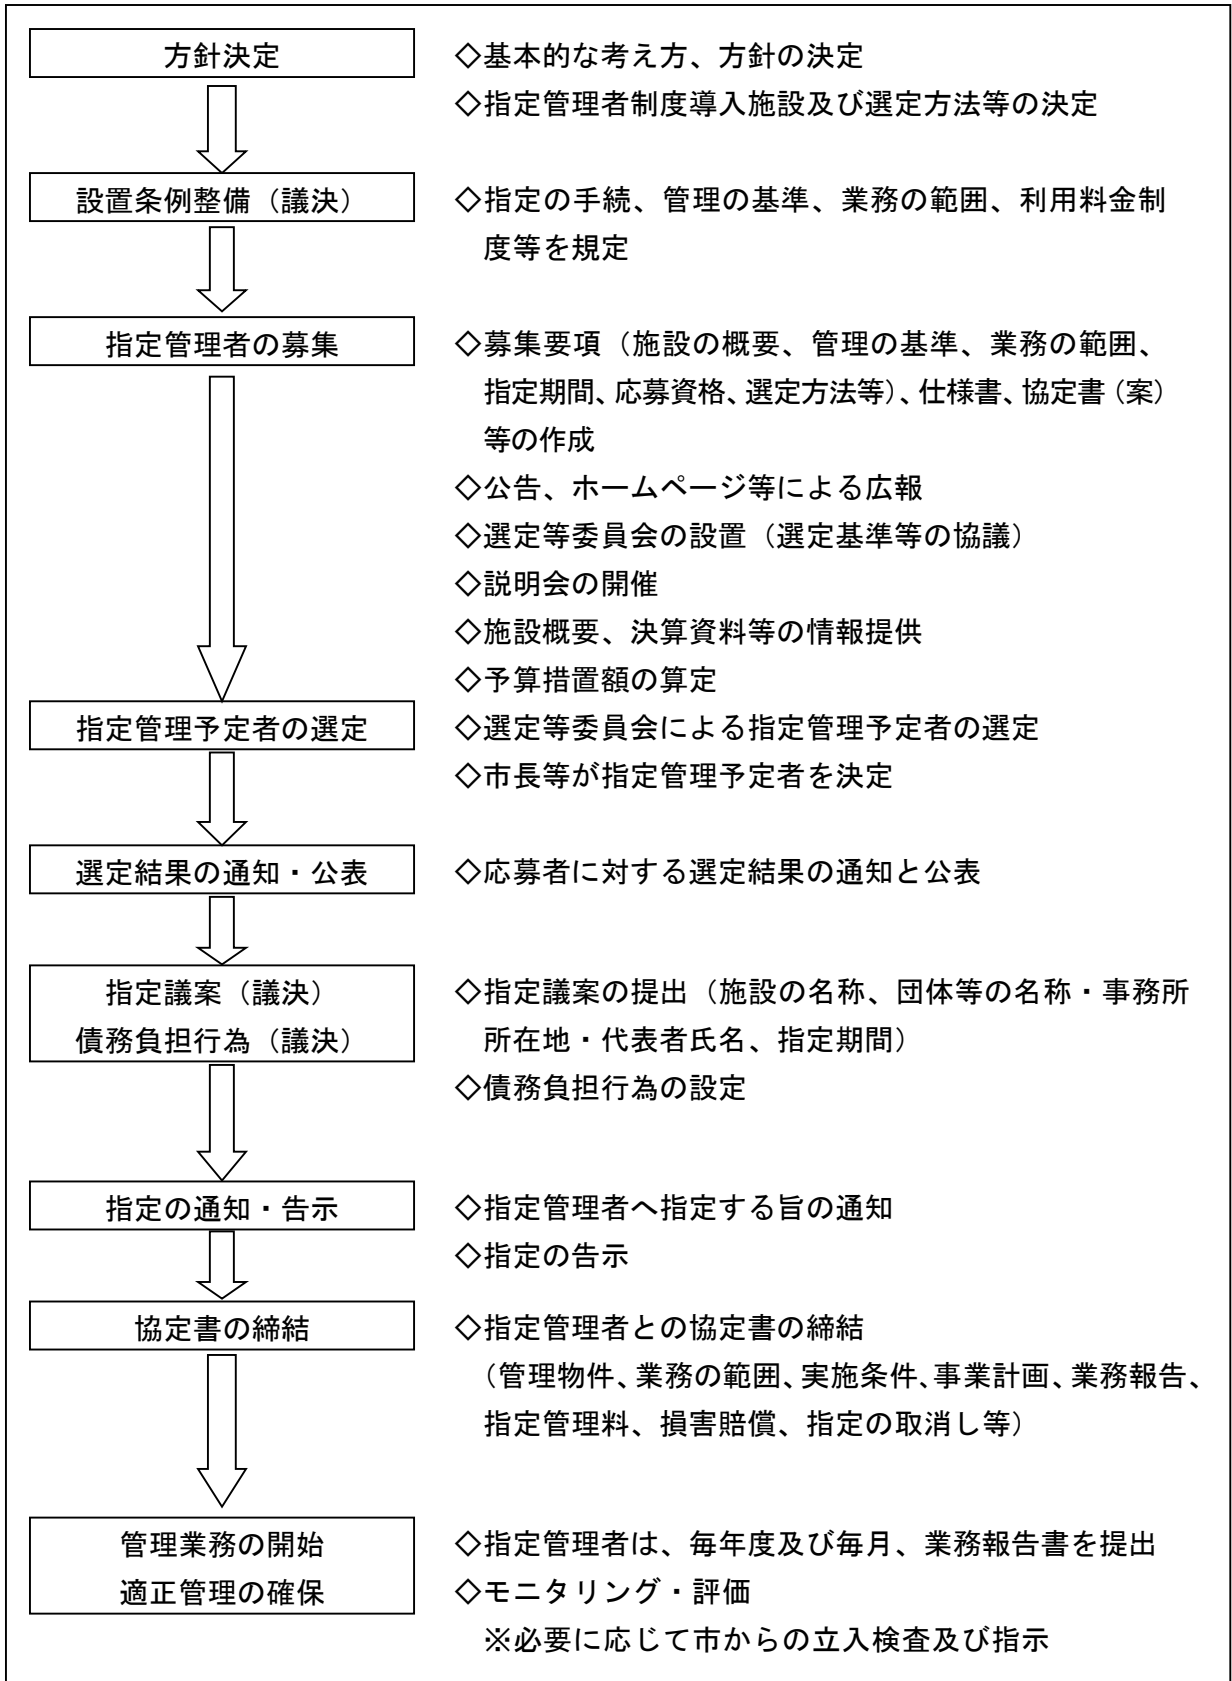 方針決定
◇基本的な考え方、方針の決定
◇指定管理者制度導入施設及び選定方法等の決定
設置条例整備（議決）
◇指定の手続、管理の基準、業務の範囲、利用料金制
度等を規定
指定管理者の募集
◇募集要項（施設の概要、管理の基準、業務の範囲、
指定期間、応募資格、選定方法等）、仕様書、協定書（案）
等の作成
◇公告、ホームページ等による広報
◇選定等委員会の設置（選定基準等の協議）
◇説明会の開催
◇施設概要、決算資料等の情報提供
◇予算措置額の算定
指定管理予定者の選定
◇選定等委員会による指定管理予定者の選定
◇市長等が指定管理予定者を決定
選定結果の通知・公表
◇応募者に対する選定結果の通知と公表
指定議案（議決）
債務負担行為（議決）
◇指定議案の提出（施設の名称、団体等の名称・事務所
所在地・代表者氏名、指定期間）
◇債務負担行為の設定
指定の通知・告示
◇指定管理者へ指定する旨の通知
◇指定の告示
協定書の締結
◇指定管理者との協定書の締結
（管理物件、業務の範囲、実施条件、事業計画、業務報告、
指定管理料、損害賠償、指定の取消し等）
管理業務の開始
適正管理の確保
◇指定管理者は、毎年度及び毎月、業務報告書を提出
◇モニタリング・評価
※必要に応じて市からの立入検査及び指示